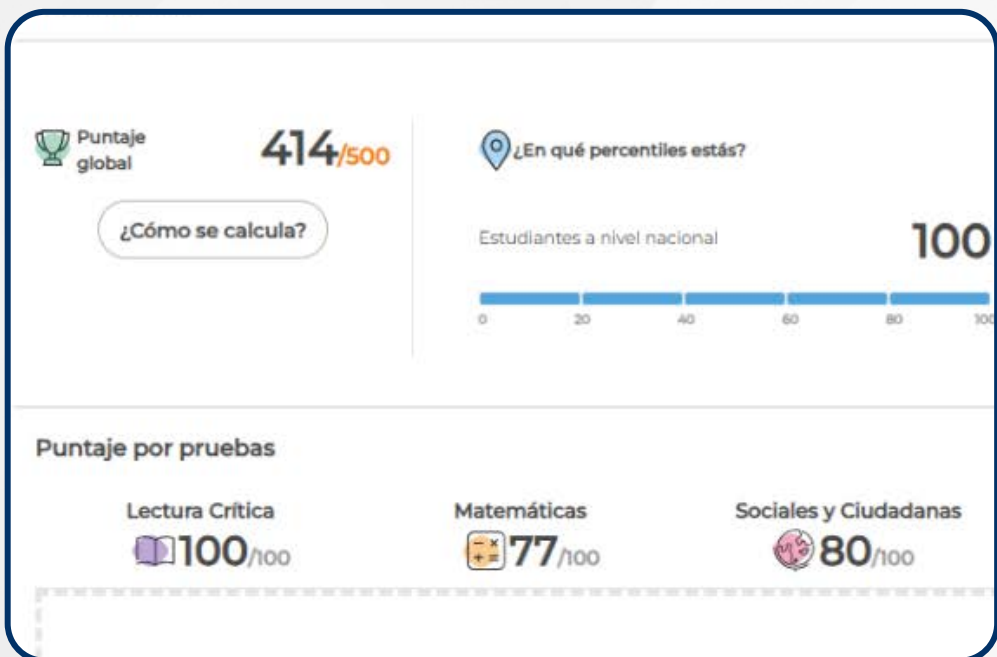 Puntaje
global
414/500
¿Cómo se calcula?
¿En qué percentiles estás?
Estudiantes a nivel nacional
100
0 20 40 60 80 100
Puntaje por pruebas
Lectura Crítica
100/100
Matemáticas
77/100
Sociales y Ciudadanas
80/100